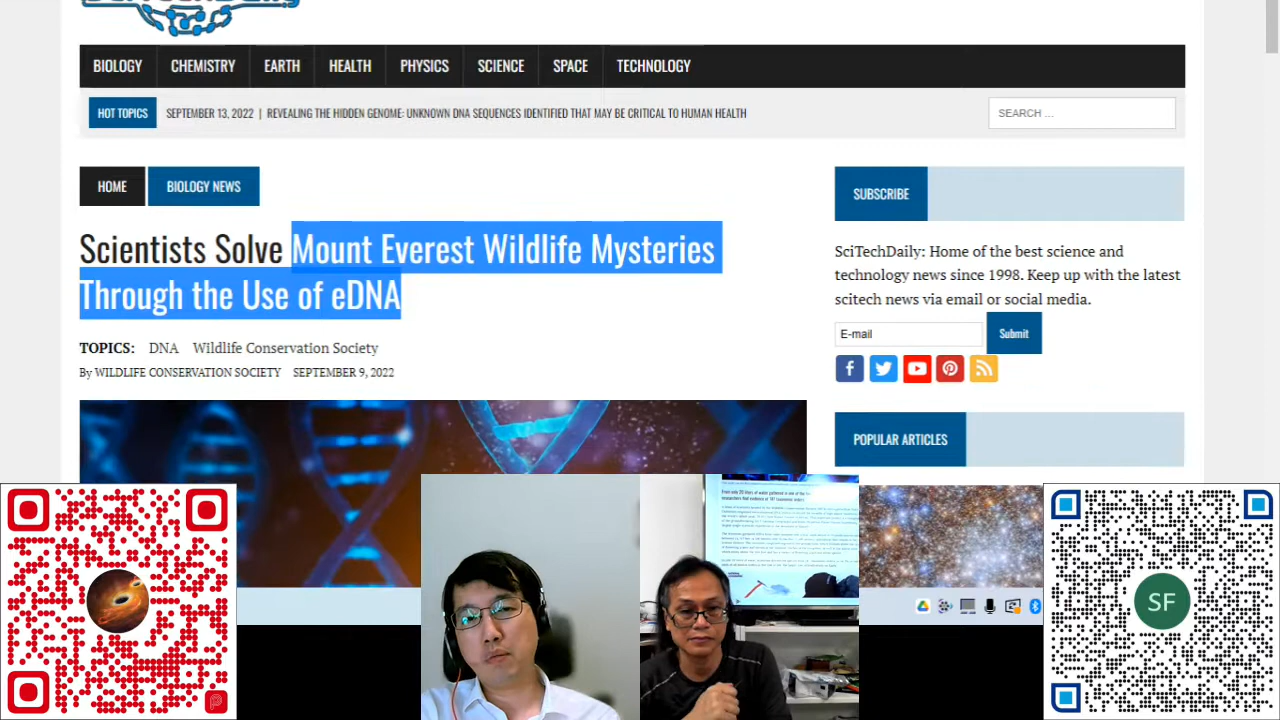 BIOLOGY CHEMISTRY EARTH HEALTH PHYSICS SCIENCE SPACE TECHNOLOGY
HOT TOPICS SEPTEMBER 13, 2022 | REVEALING THE HIDDEN GENOME: UNKNOWN DNA SEQUENCES IDENTIFIED THAT MAY BE CRITICAL TO HUMAN HEALTH
SEARCH …
HOME BIOLOGY NEWS
Scientists Solve Mount Everest Wildlife Mysteries
Through the Use of eDNA
TOPICS: DNA Wildlife Conservation Society
By WILDLIFE CONSERVATION SOCIETY SEPTEMBER 9, 2022
SUBSCRIBE
SciTechDaily: Home of the best science and
technology news since 1998. Keep up with the latest
scitech news via email or social media.
E-mail Submit
POPULAR ARTICLES
SF